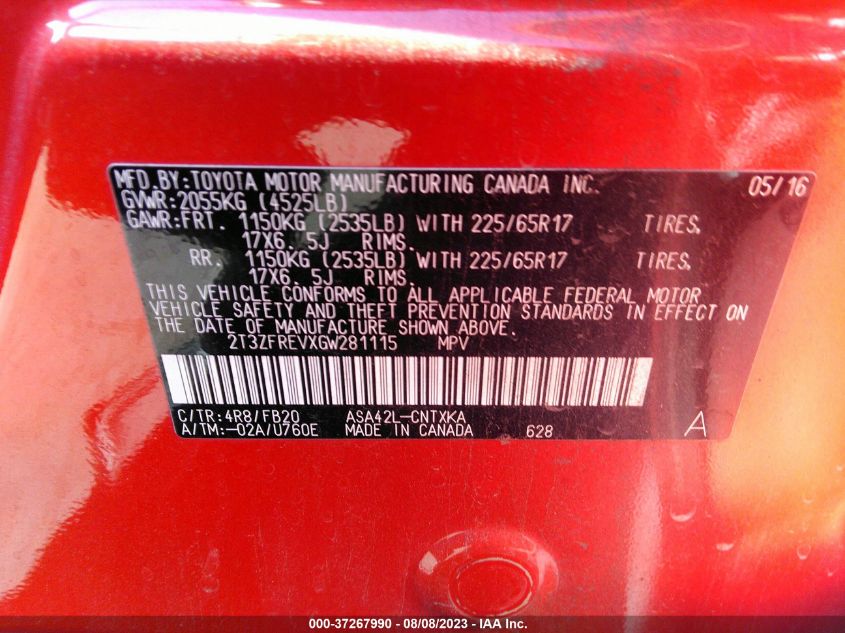 MFD. BY: TOYOTA MOTOR MANUFACTURING CANADA INC. 05/16
GVWR: 2055KG (4525LB)
GAWR: FRT. 1150KG (2535LB) WITH 225/65R17 TIRES,
17X6. 5J RIMS.
RR. 1150KG (2535LB) WITH 225/65R17 TIRES,
17X6. 5J RIMS.
THIS VEHICLE CONFORMS TO ALL APPLICABLE FEDERAL MOTOR
VEHICLE SAFETY AND THEFT PREVENTION STANDARDS IN EFFECT ON
THE DATE OF MANUFACTURE SHOWN ABOVE.
2T3ZFREVXGW281115 MPV
C/TR: 4R8/FB20 ASA42L-CNTXKA
A/TM: -02A/U760E MADE IN CANADA 628 A
000-37267990 - 08/08/2023 - IAA Inc.